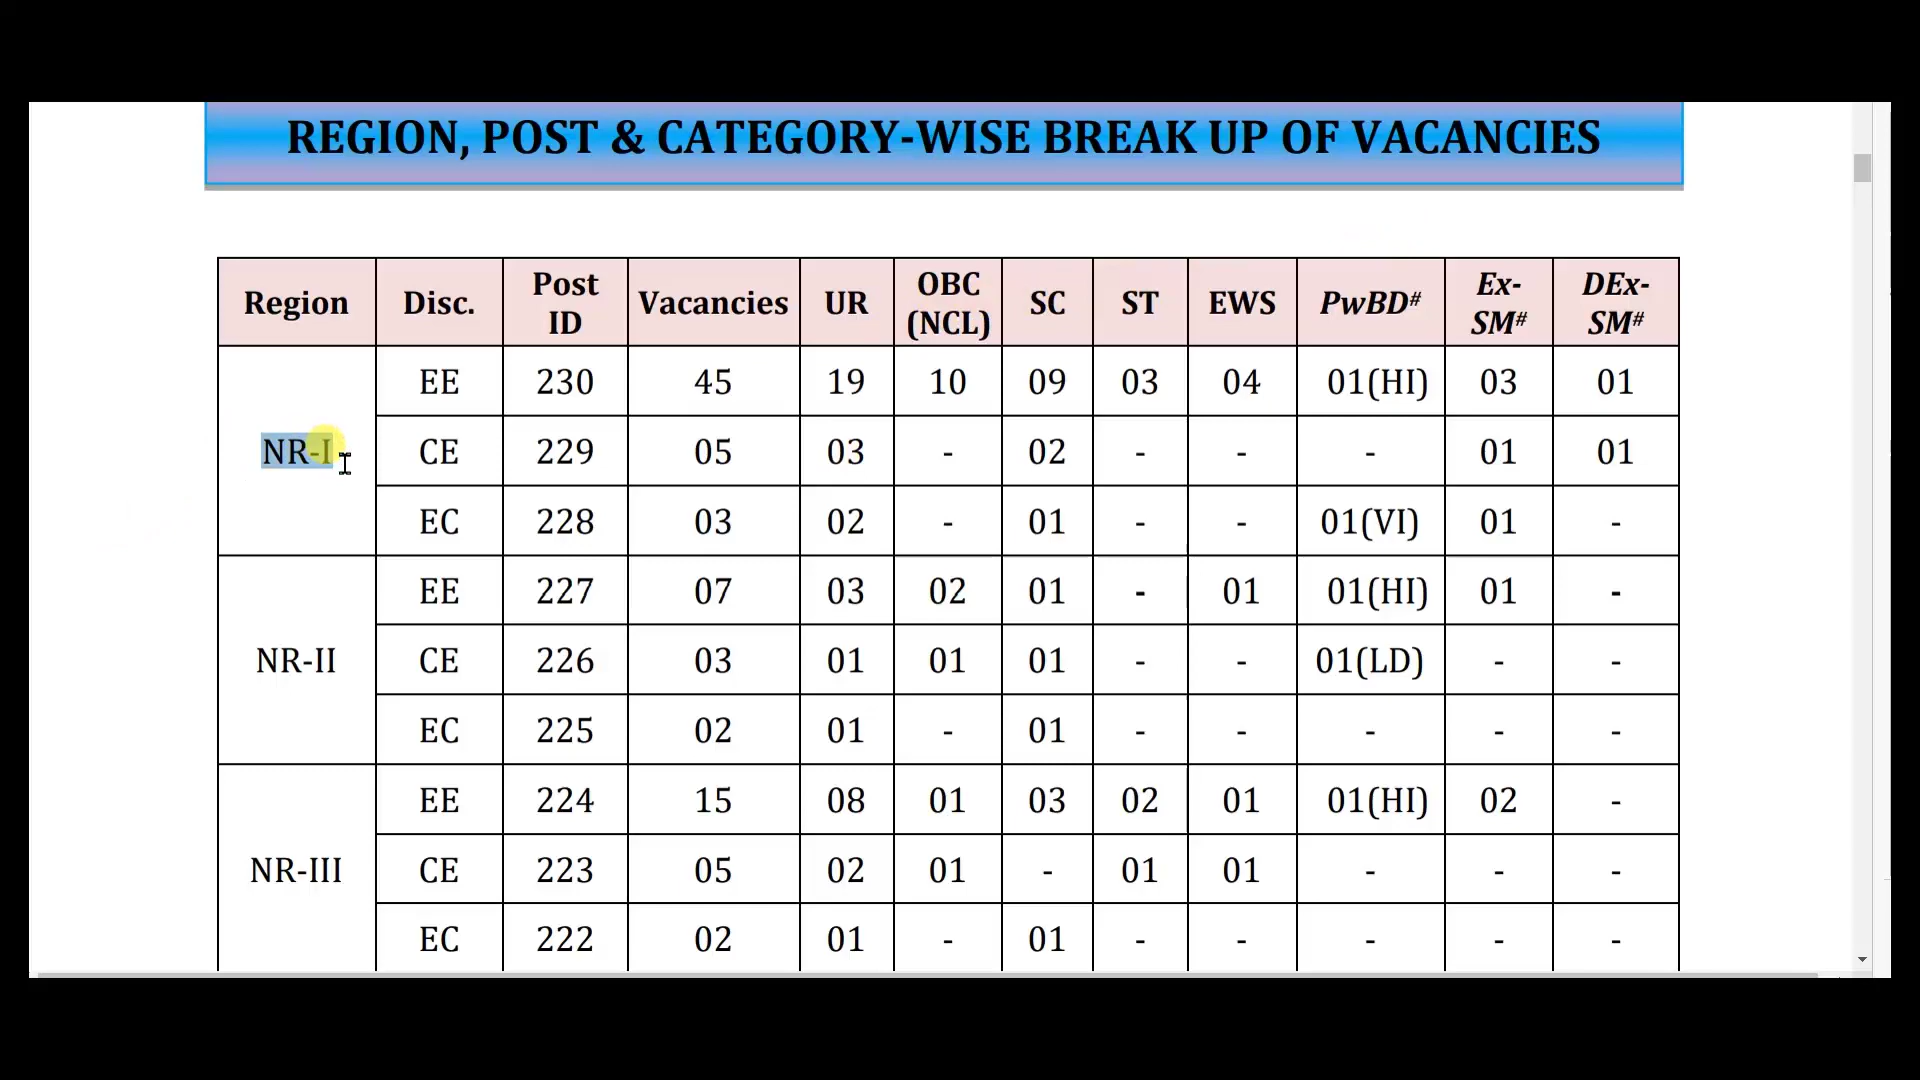 REGION, POST & CATEGORY-WISE BREAK UP OF VACANCIES
Region Disc. Post ID Vacancies UR OBC (NCL) SC ST EWS PwBD# Ex-SM# DEx-SM#
NR-I EE 230 45 19 10 09 03 04 01(HI) 03 01
CE 229 05 03 - 02 - - - 01 01
EC 228 03 02 - 01 - - 01(VI) 01 -
NR-II EE 227 07 03 02 01 - 01 01(HI) 01 -
CE 226 03 01 01 01 - - 01(LD) - -
EC 225 02 01 - 01 - - - - -
NR-III EE 224 15 08 01 03 02 01 01(HI) 02 -
CE 223 05 02 01 - 01 01 - - -
EC 222 02 01 - 01 - - - - -